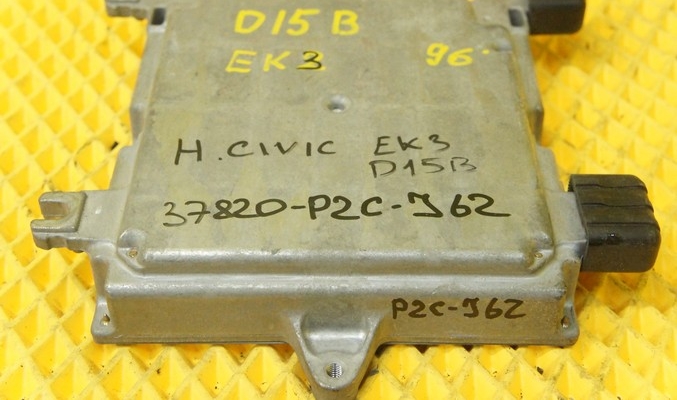 D15B
EK3 96
H. CIVIC EK3
D15B
37820-P2C-J62
P2C-J62